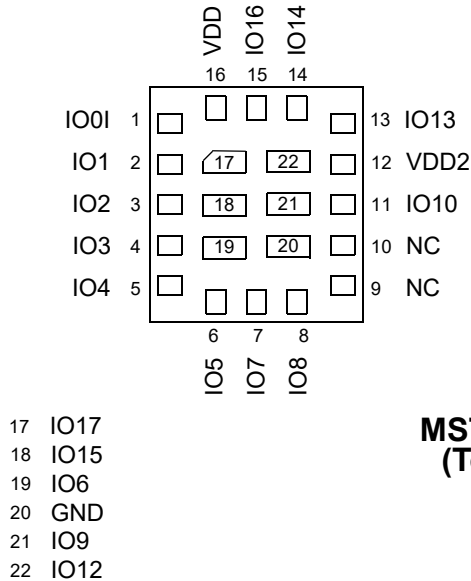 VDD IO16 IO14
16 15 14
IO0I 1 13 IO13
IO1 2 17 22 12 VDD2
IO2 3 18 21 11 IO10
IO3 4 19 20 10 NC
IO4 5 9 NC
6 7 8
IO5 IO7 IO8
17 IO17
18 IO15
19 IO6
20 GND
21 IO9
22 IO12